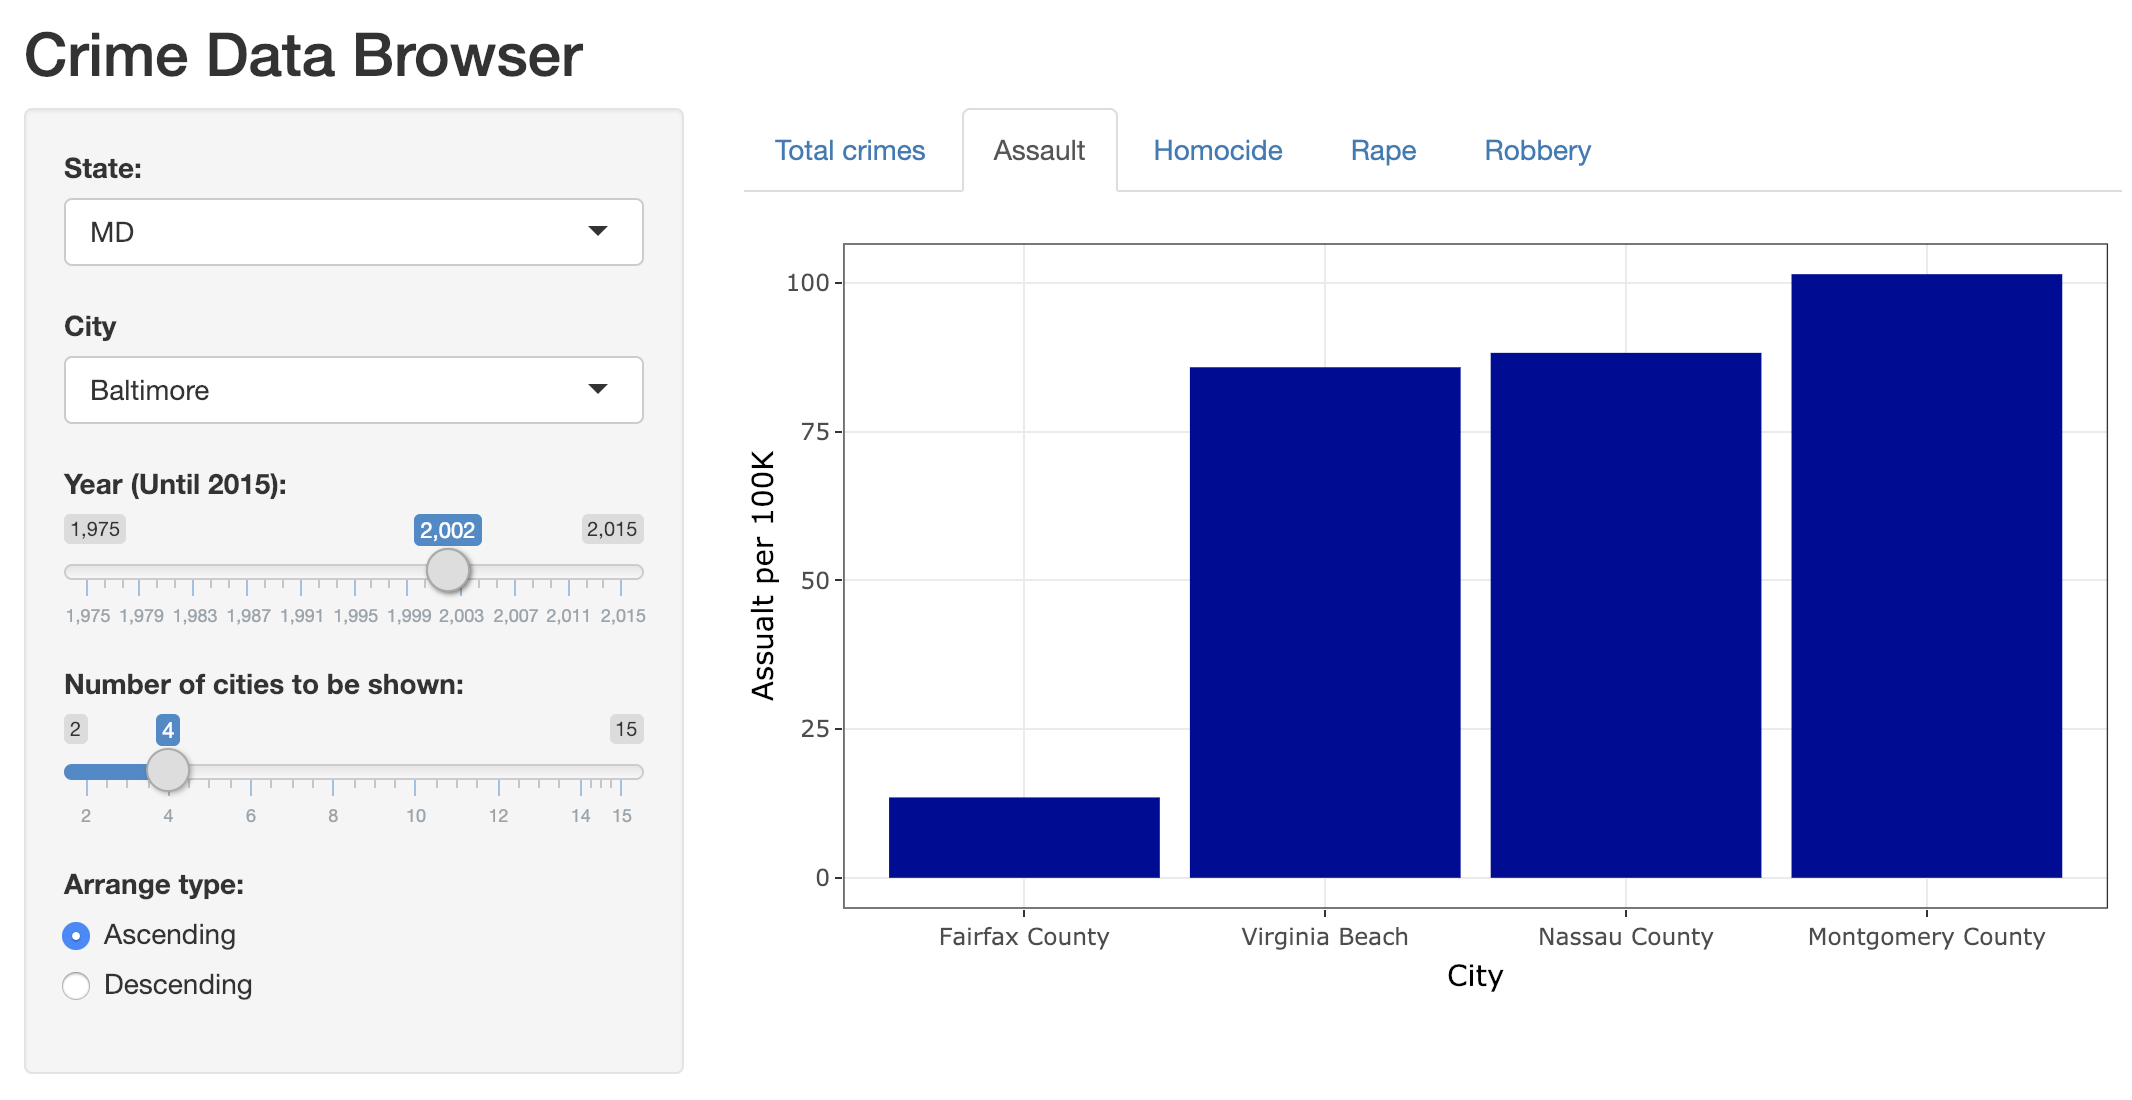 Crime Data Browser
State:
MD
City
Baltimore
Year (Until 2015):
1,975 2,002 2,015
1,975 1,979 1,983 1,987 1,991 1,995 1,999 2,003 2,007 2,011 2,015
Number of cities to be shown:
2 4 15
2 4 6 8 10 12 14 15
Arrange type:
Ascending
Descending
Total crimes Assault Homocide Rape Robbery
Assualt per 100K
100
75
50
25
0
Fairfax County Virginia Beach Nassau County Montgomery County
City